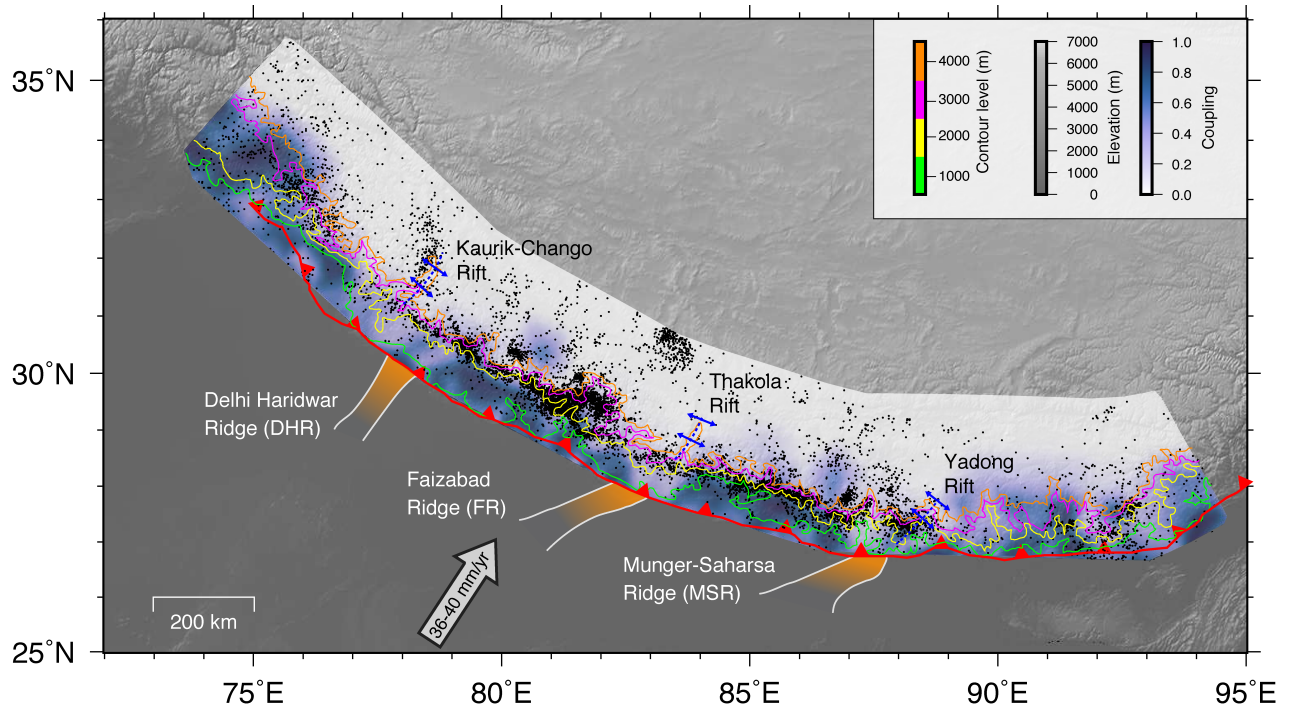 35˚N
30˚N
25˚N
75˚E
80˚E
85˚E
90˚E
95˚E
4000
3000
2000
1000
Contour level (m)
7000
6000
5000
4000
3000
2000
1000
0
Elevation (m)
1.0
0.8
0.6
0.4
0.2
0.0
Coupling
Kaurik-Chango
Rift
Thakola
Rift
Yadong
Rift
Delhi Haridwar
Ridge (DHR)
Faizabad
Ridge (FR)
Munger-Saharsa
Ridge (MSR)
36-40 mm/yr
200 km